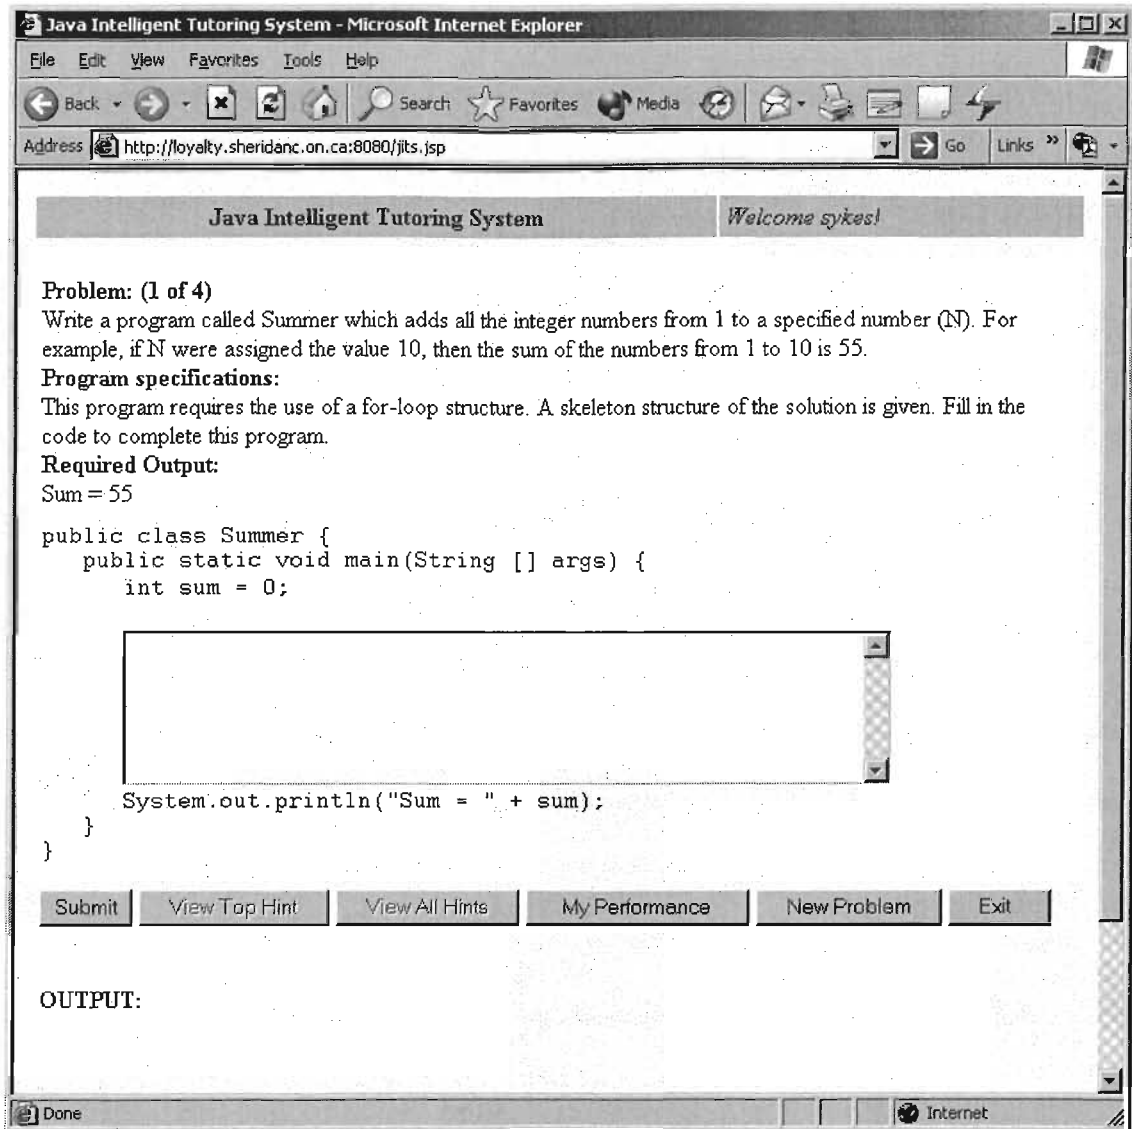 Java Intelligent Tutoring System - Microsoft Internet Explorer
File Edit View Favorites Tools Help
Back Search Favorites Media
Address http://loyalty.sheridanc.on.ca:8080/jits.jsp Go Links »
Java Intelligent Tutoring System Welcome sykes!
Problem: (1 of 4)
Write a program called Summer which adds all the integer numbers from 1 to a specified number (N). For
example, if N were assigned the value 10, then the sum of the numbers from 1 to 10 is 55.
Program specifications:
This program requires the use of a for-loop structure. A skeleton structure of the solution is given. Fill in the
code to complete this program.
Required Output:
Sum = 55
public class Summer {
public static void main(String [] args) {
int sum = 0;
System.out.println("Sum = " + sum);
}
}
Submit View Top Hint View All Hints My Performance New Problem Exit
OUTPUT:
Done Internet